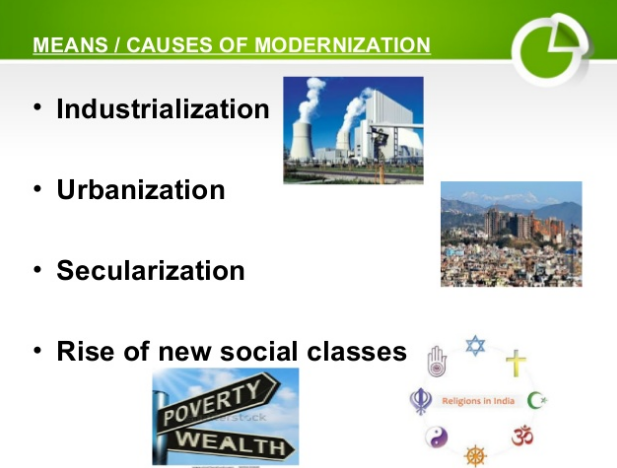 MEANS / CAUSES OF MODERNIZATION
• Industrialization
• Urbanization
• Secularization
• Rise of new social classes
Religions in India
POVERTY
WEALTH